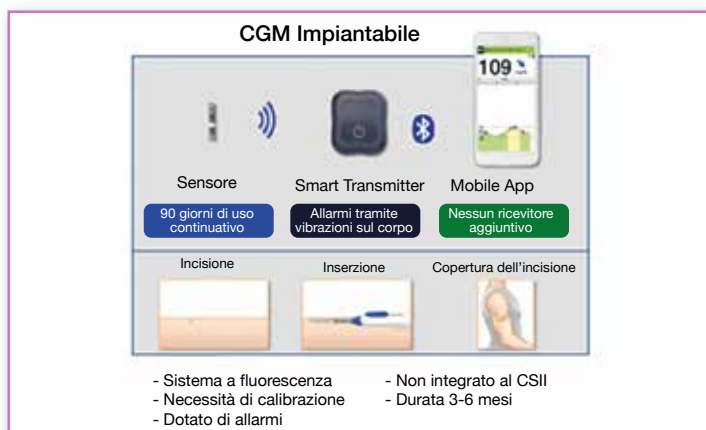 CGM Impiantabile
109
Sensore
Smart Transmitter
Mobile App
90 giorni di uso
continuativo
Allarmi tramite
vibrazioni sul corpo
Nessun ricevitore
aggiuntivo
Incisione
Inserzione
Copertura dell'incisione
- Sistema a fluorescenza
- Necessità di calibrazione
- Dotato di allarmi
- Non integrato al CSII
- Durata 3-6 mesi